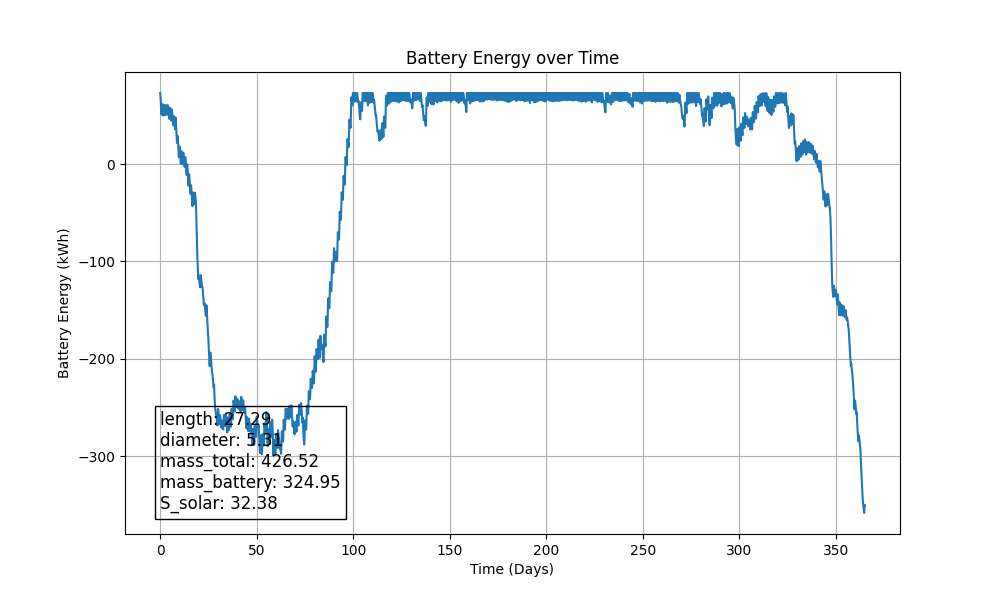 Battery Energy over Time
Battery Energy (kWh)
0
−100
−200
−300
length: 27.29
diameter: 5.31
mass_total: 426.52
mass_battery: 324.95
S_solar: 32.38
0 50 100 150 200 250 300 350
Time (Days)